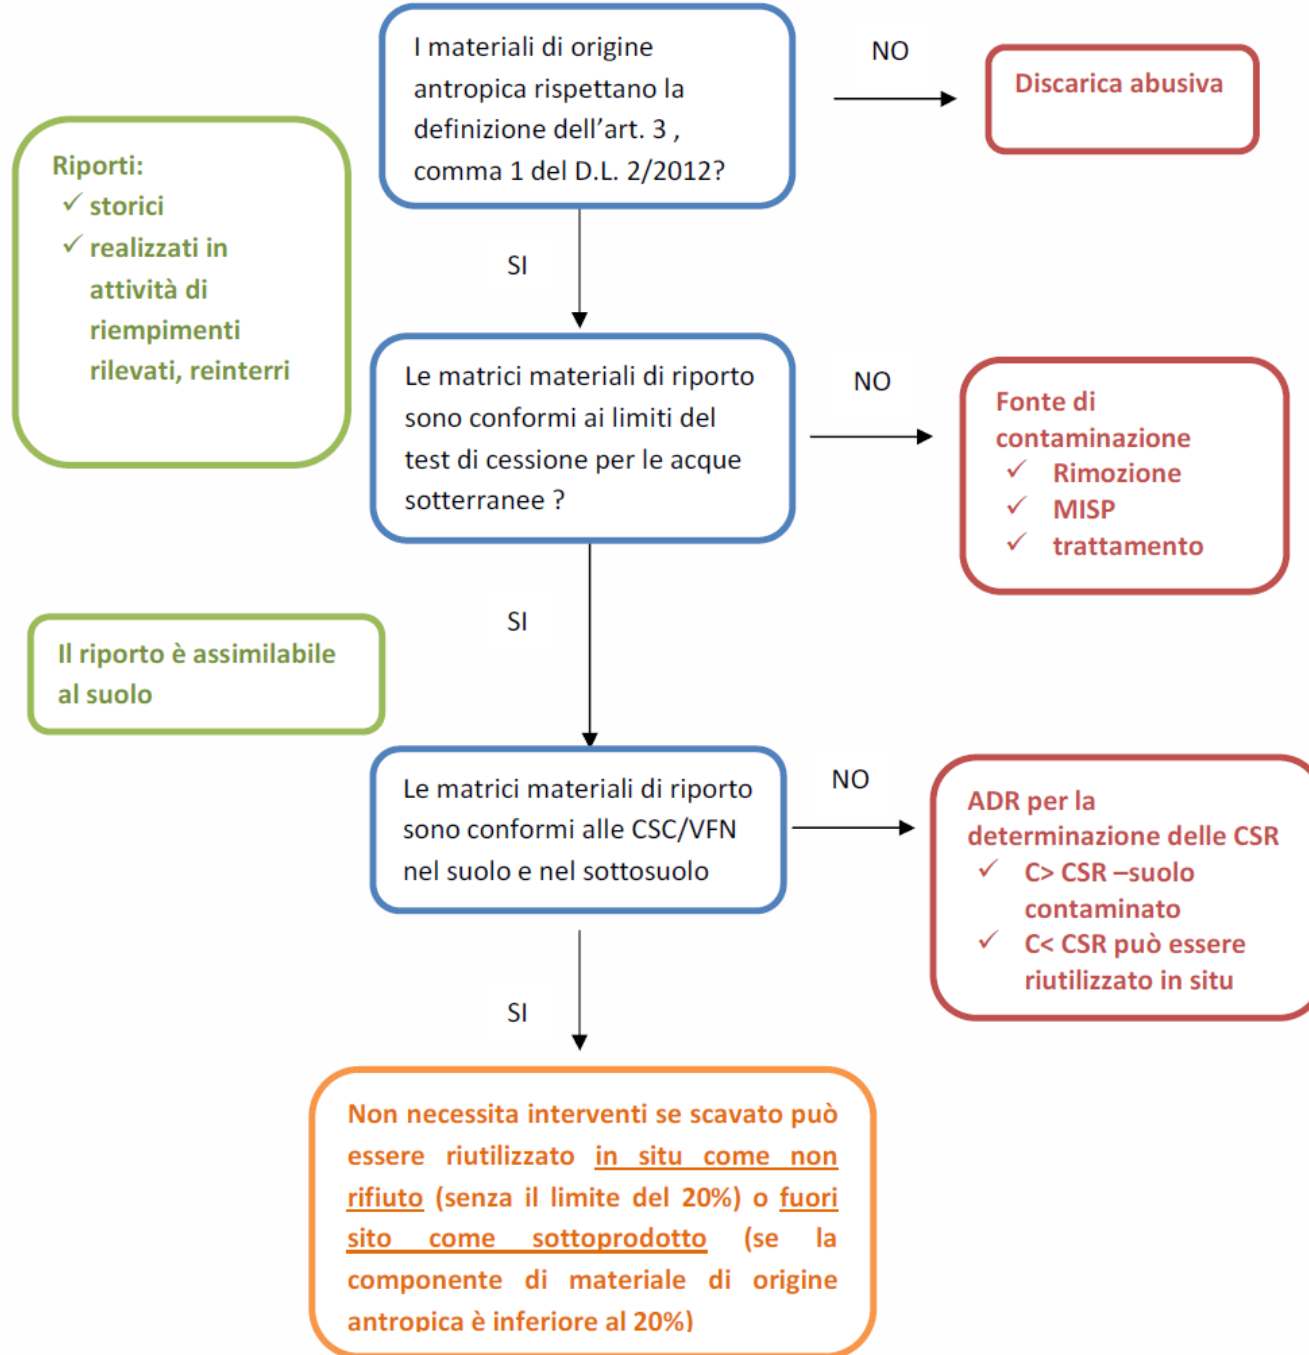 I materiali di origine
antropica rispettano la
definizione dell'art. 3 ,
comma 1 del D.L. 2/2012?
NO
Discarica abusiva
Riporti:
✓ storici
✓ realizzati in
attività di
riempimenti
rilevati, reinterri
SI
Le matrici materiali di riporto
sono conformi ai limiti del
test di cessione per le acque
sotterranee ?
NO
Fonte di
contaminazione
✓ Rimozione
✓ MISP
✓ trattamento
SI
Il riporto è assimilabile
al suolo
Le matrici materiali di riporto
sono conformi alle CSC/VFN
nel suolo e nel sottosuolo
NO
ADR per la
determinazione delle CSR
✓ C> CSR –suolo
contaminato
✓ C< CSR può essere
riutilizzato in situ
SI
Non necessita interventi se scavato può
essere riutilizzato in situ come non
rifiuto (senza il limite del 20%) o fuori
sito come sottoprodotto (se la
componente di materiale di origine
antropica è inferiore al 20%)